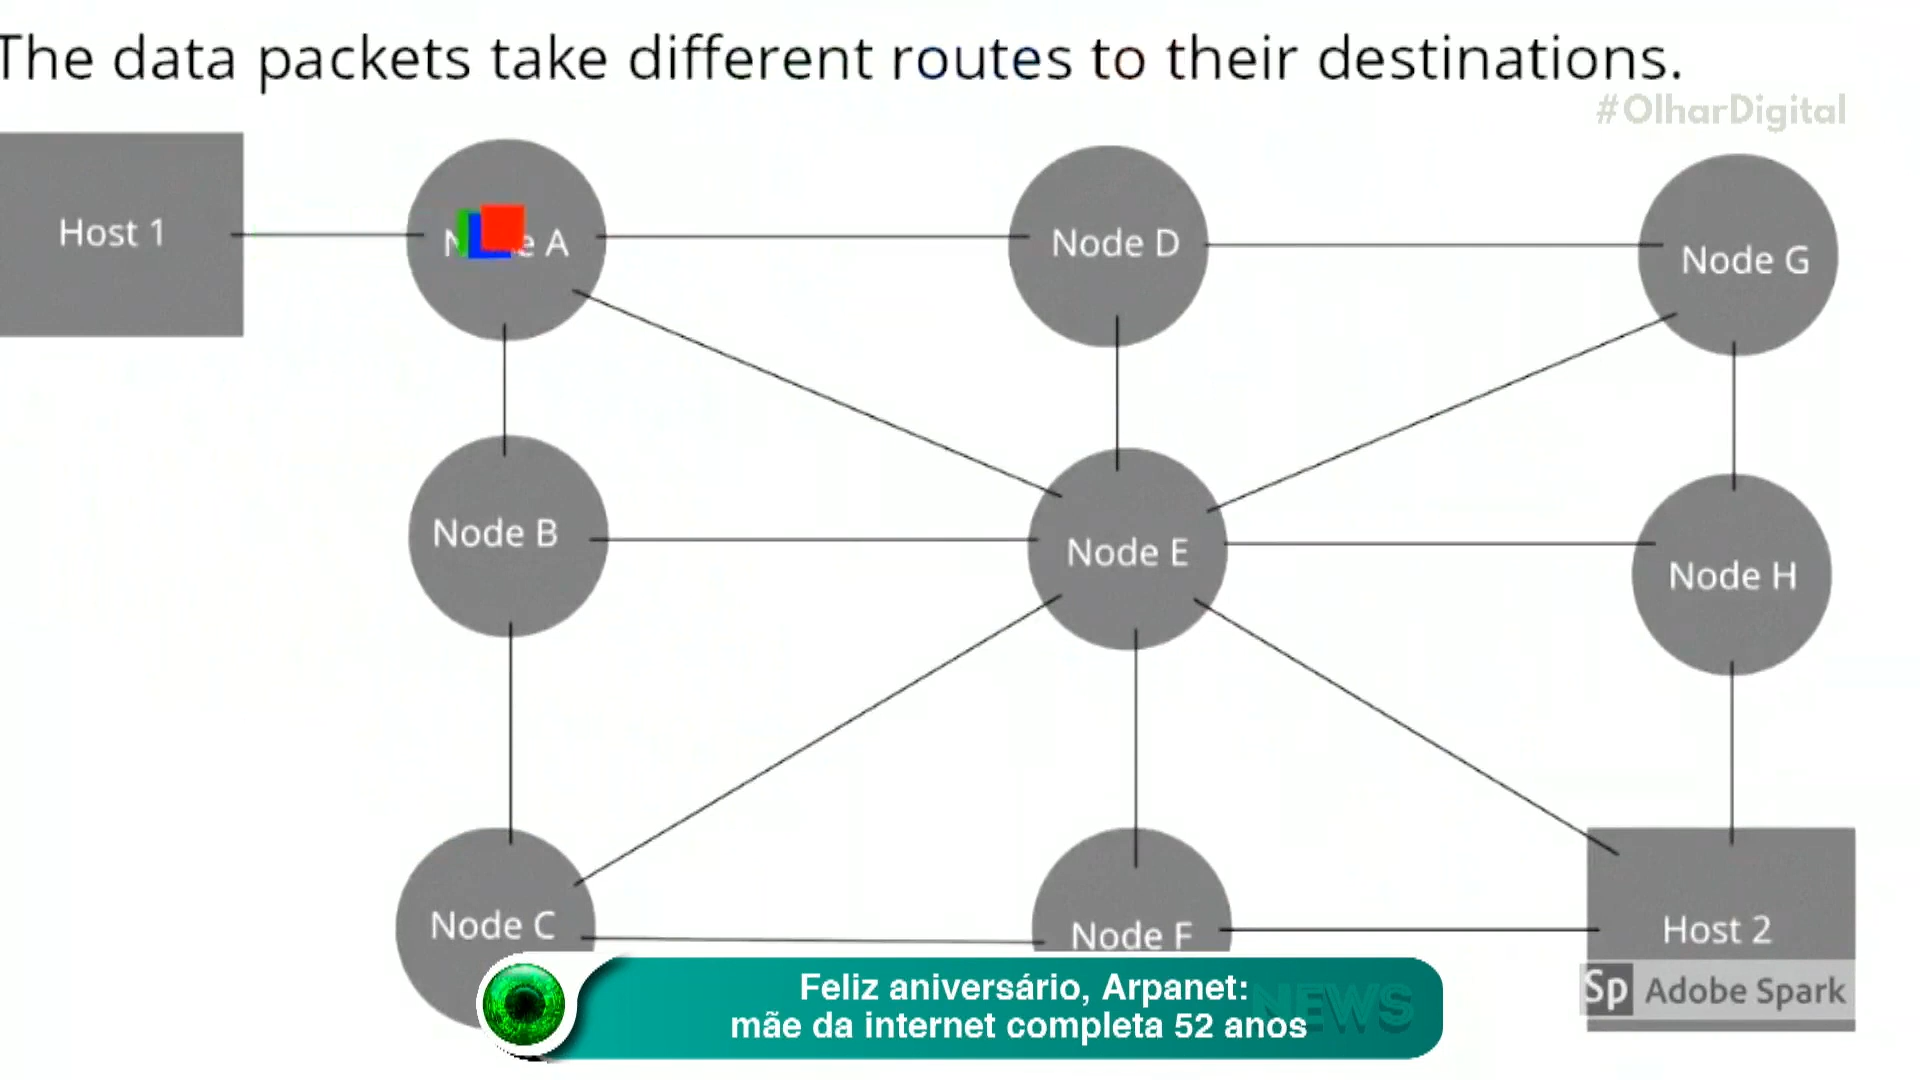 The data packets take different routes to their destinations.
#OlharDigital
Host 1
A
Node D
Node G
Node B
Node E
Node H
Node C
Node F
Host 2
Sp Adobe Spark
Feliz aniversário, Arpanet:
mãe da internet completa 52 anos
NEWS